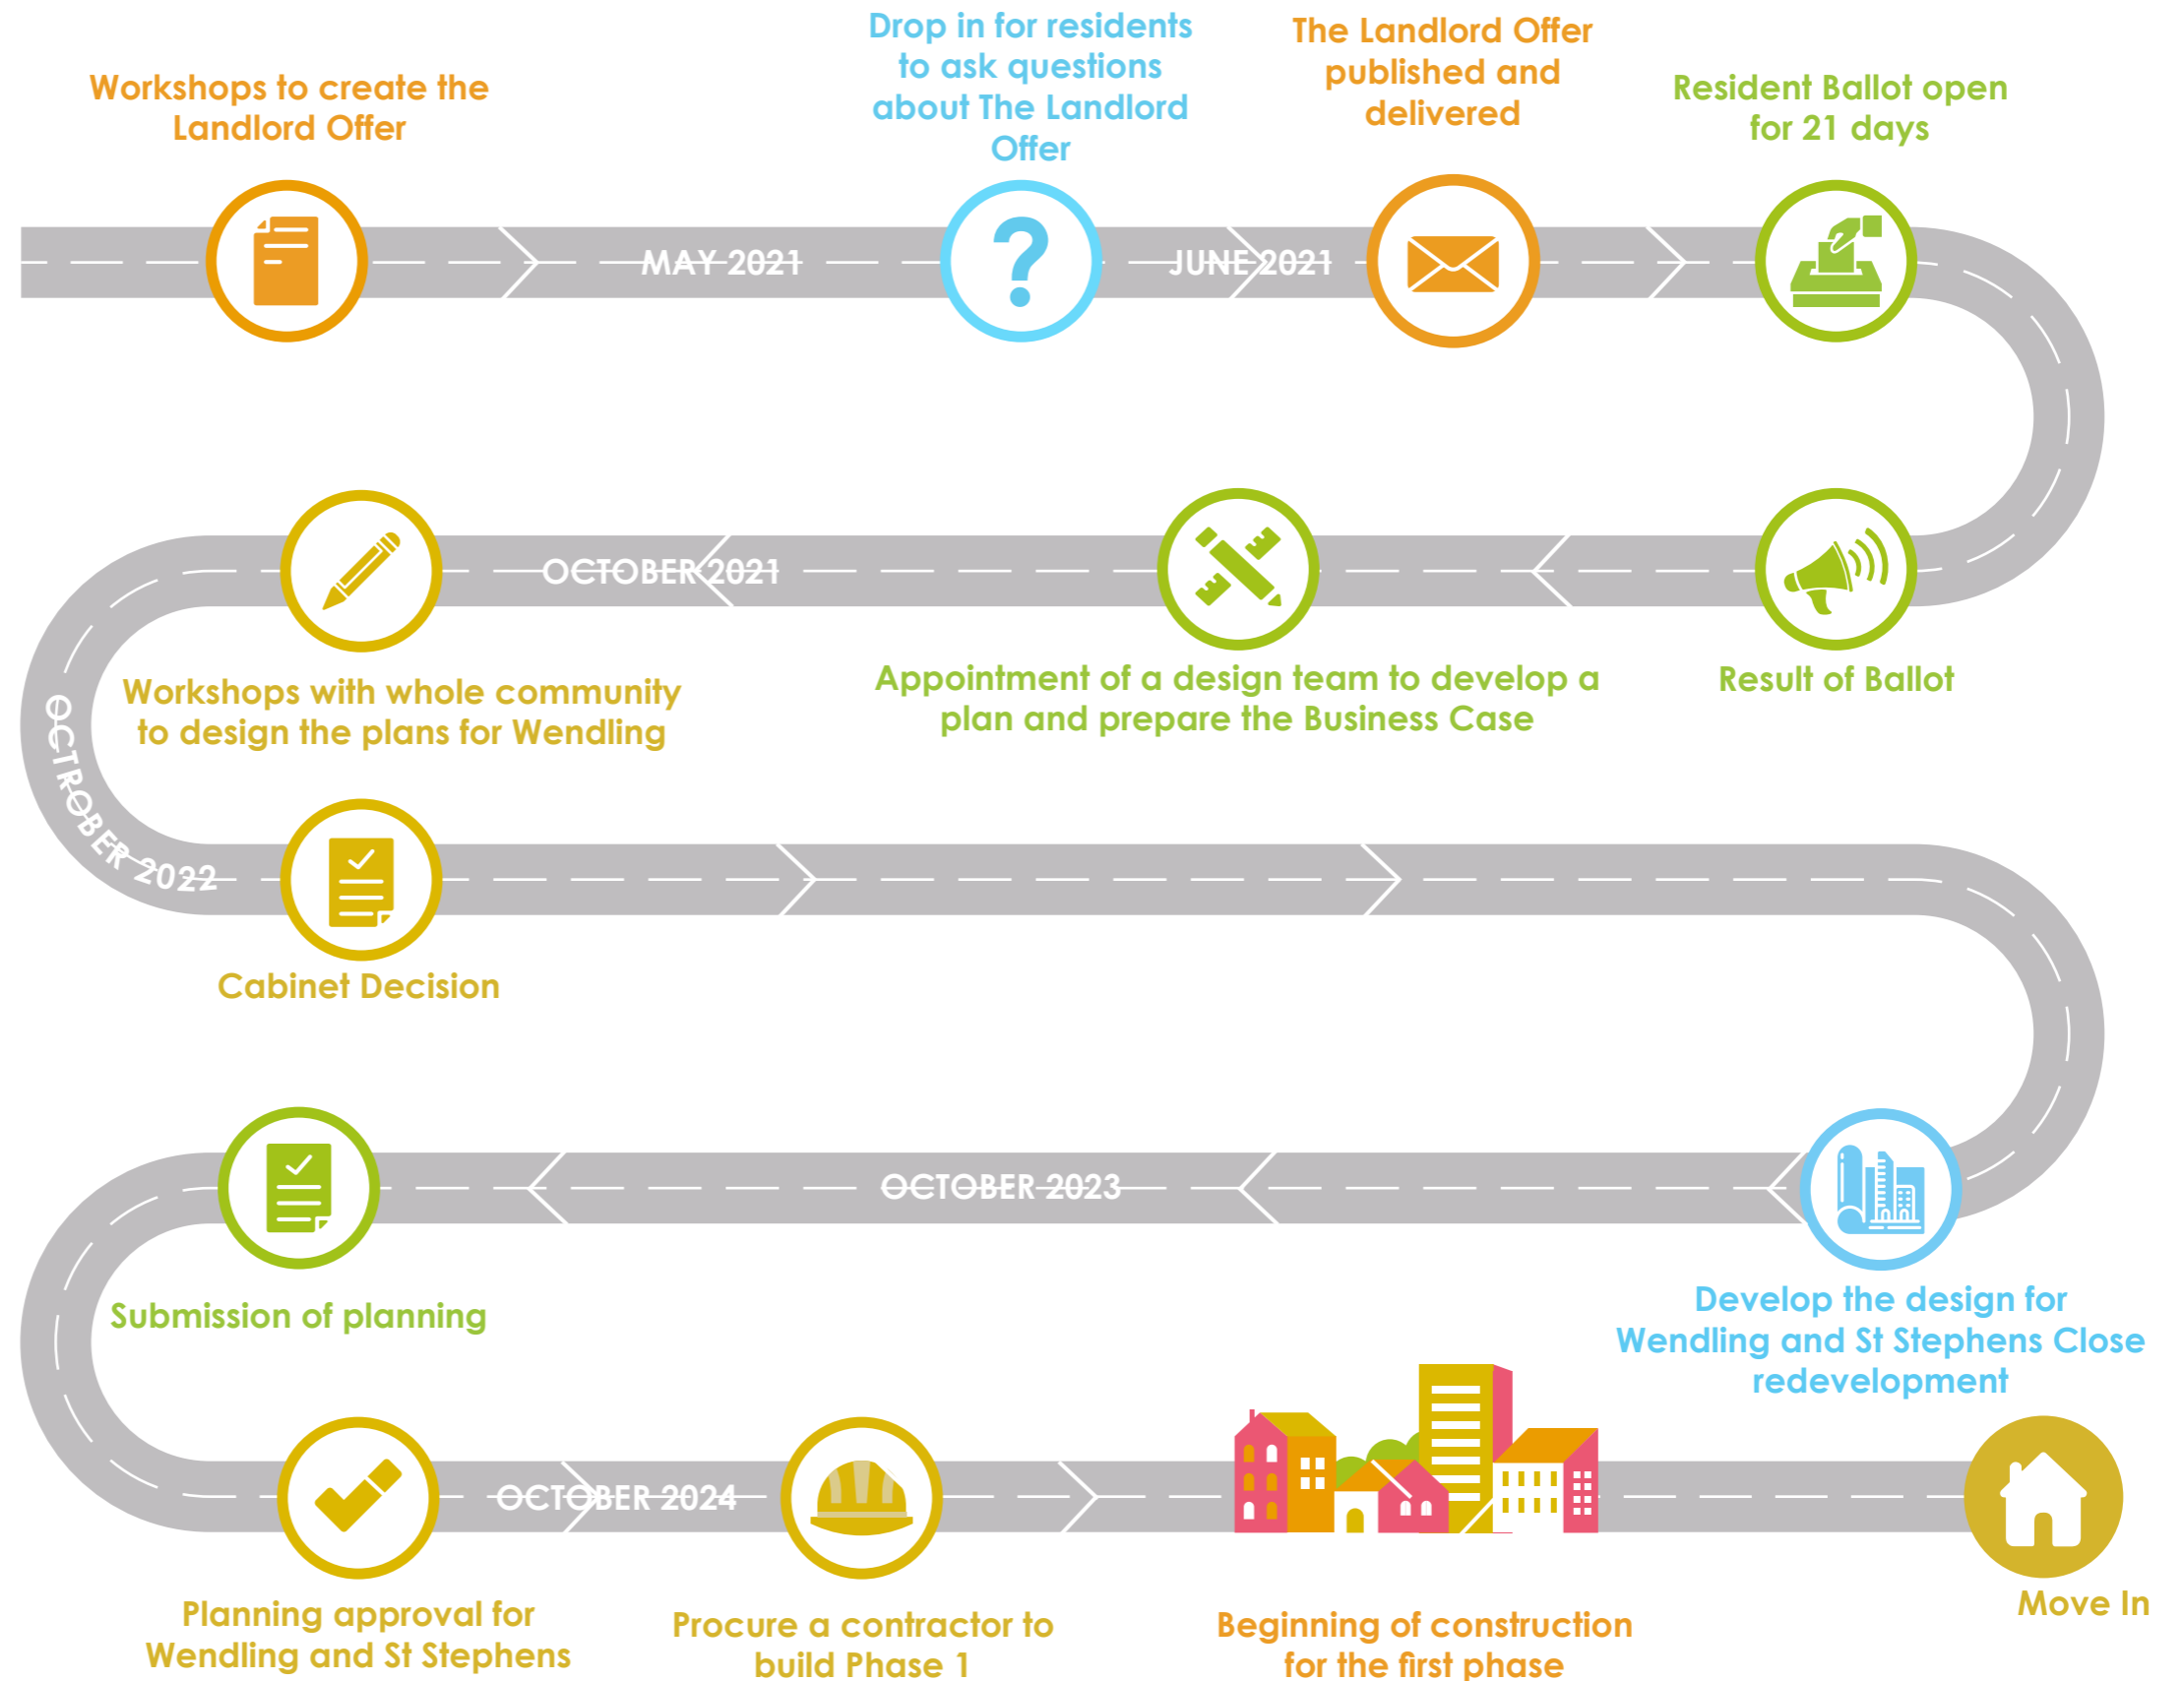 Workshops to create the
Landlord Offer
MAY 2021
Drop in for residents
to ask questions
about The Landlord
Offer
JUNE 2021
The Landlord Offer
published and
delivered
Resident Ballot open
for 21 days
Result of Ballot
Appointment of a design team to develop a
plan and prepare the Business Case
OCTOBER 2021
Workshops with whole community
to design the plans for Wendling
OCTROBER 2022
Cabinet Decision
Develop the design for
Wendling and St Stephens Close
redevelopment
OCTOBER 2023
Submission of planning
Planning approval for
Wendling and St Stephens
OCTOBER 2024
Procure a contractor to
build Phase 1
Beginning of construction
for the first phase
Move In